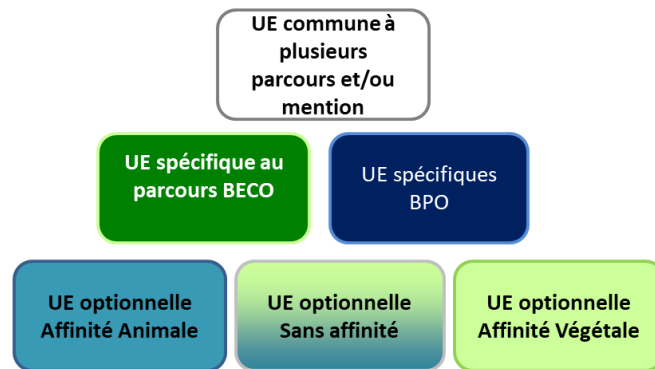 UE commune à
plusieurs
parcours et/ou
mention
UE spécifique au
parcours BECO
UE spécifiques
BPO
UE optionnelle
Affinité Animale
UE optionnelle
Sans affinité
UE optionnelle
Affinité Végétale